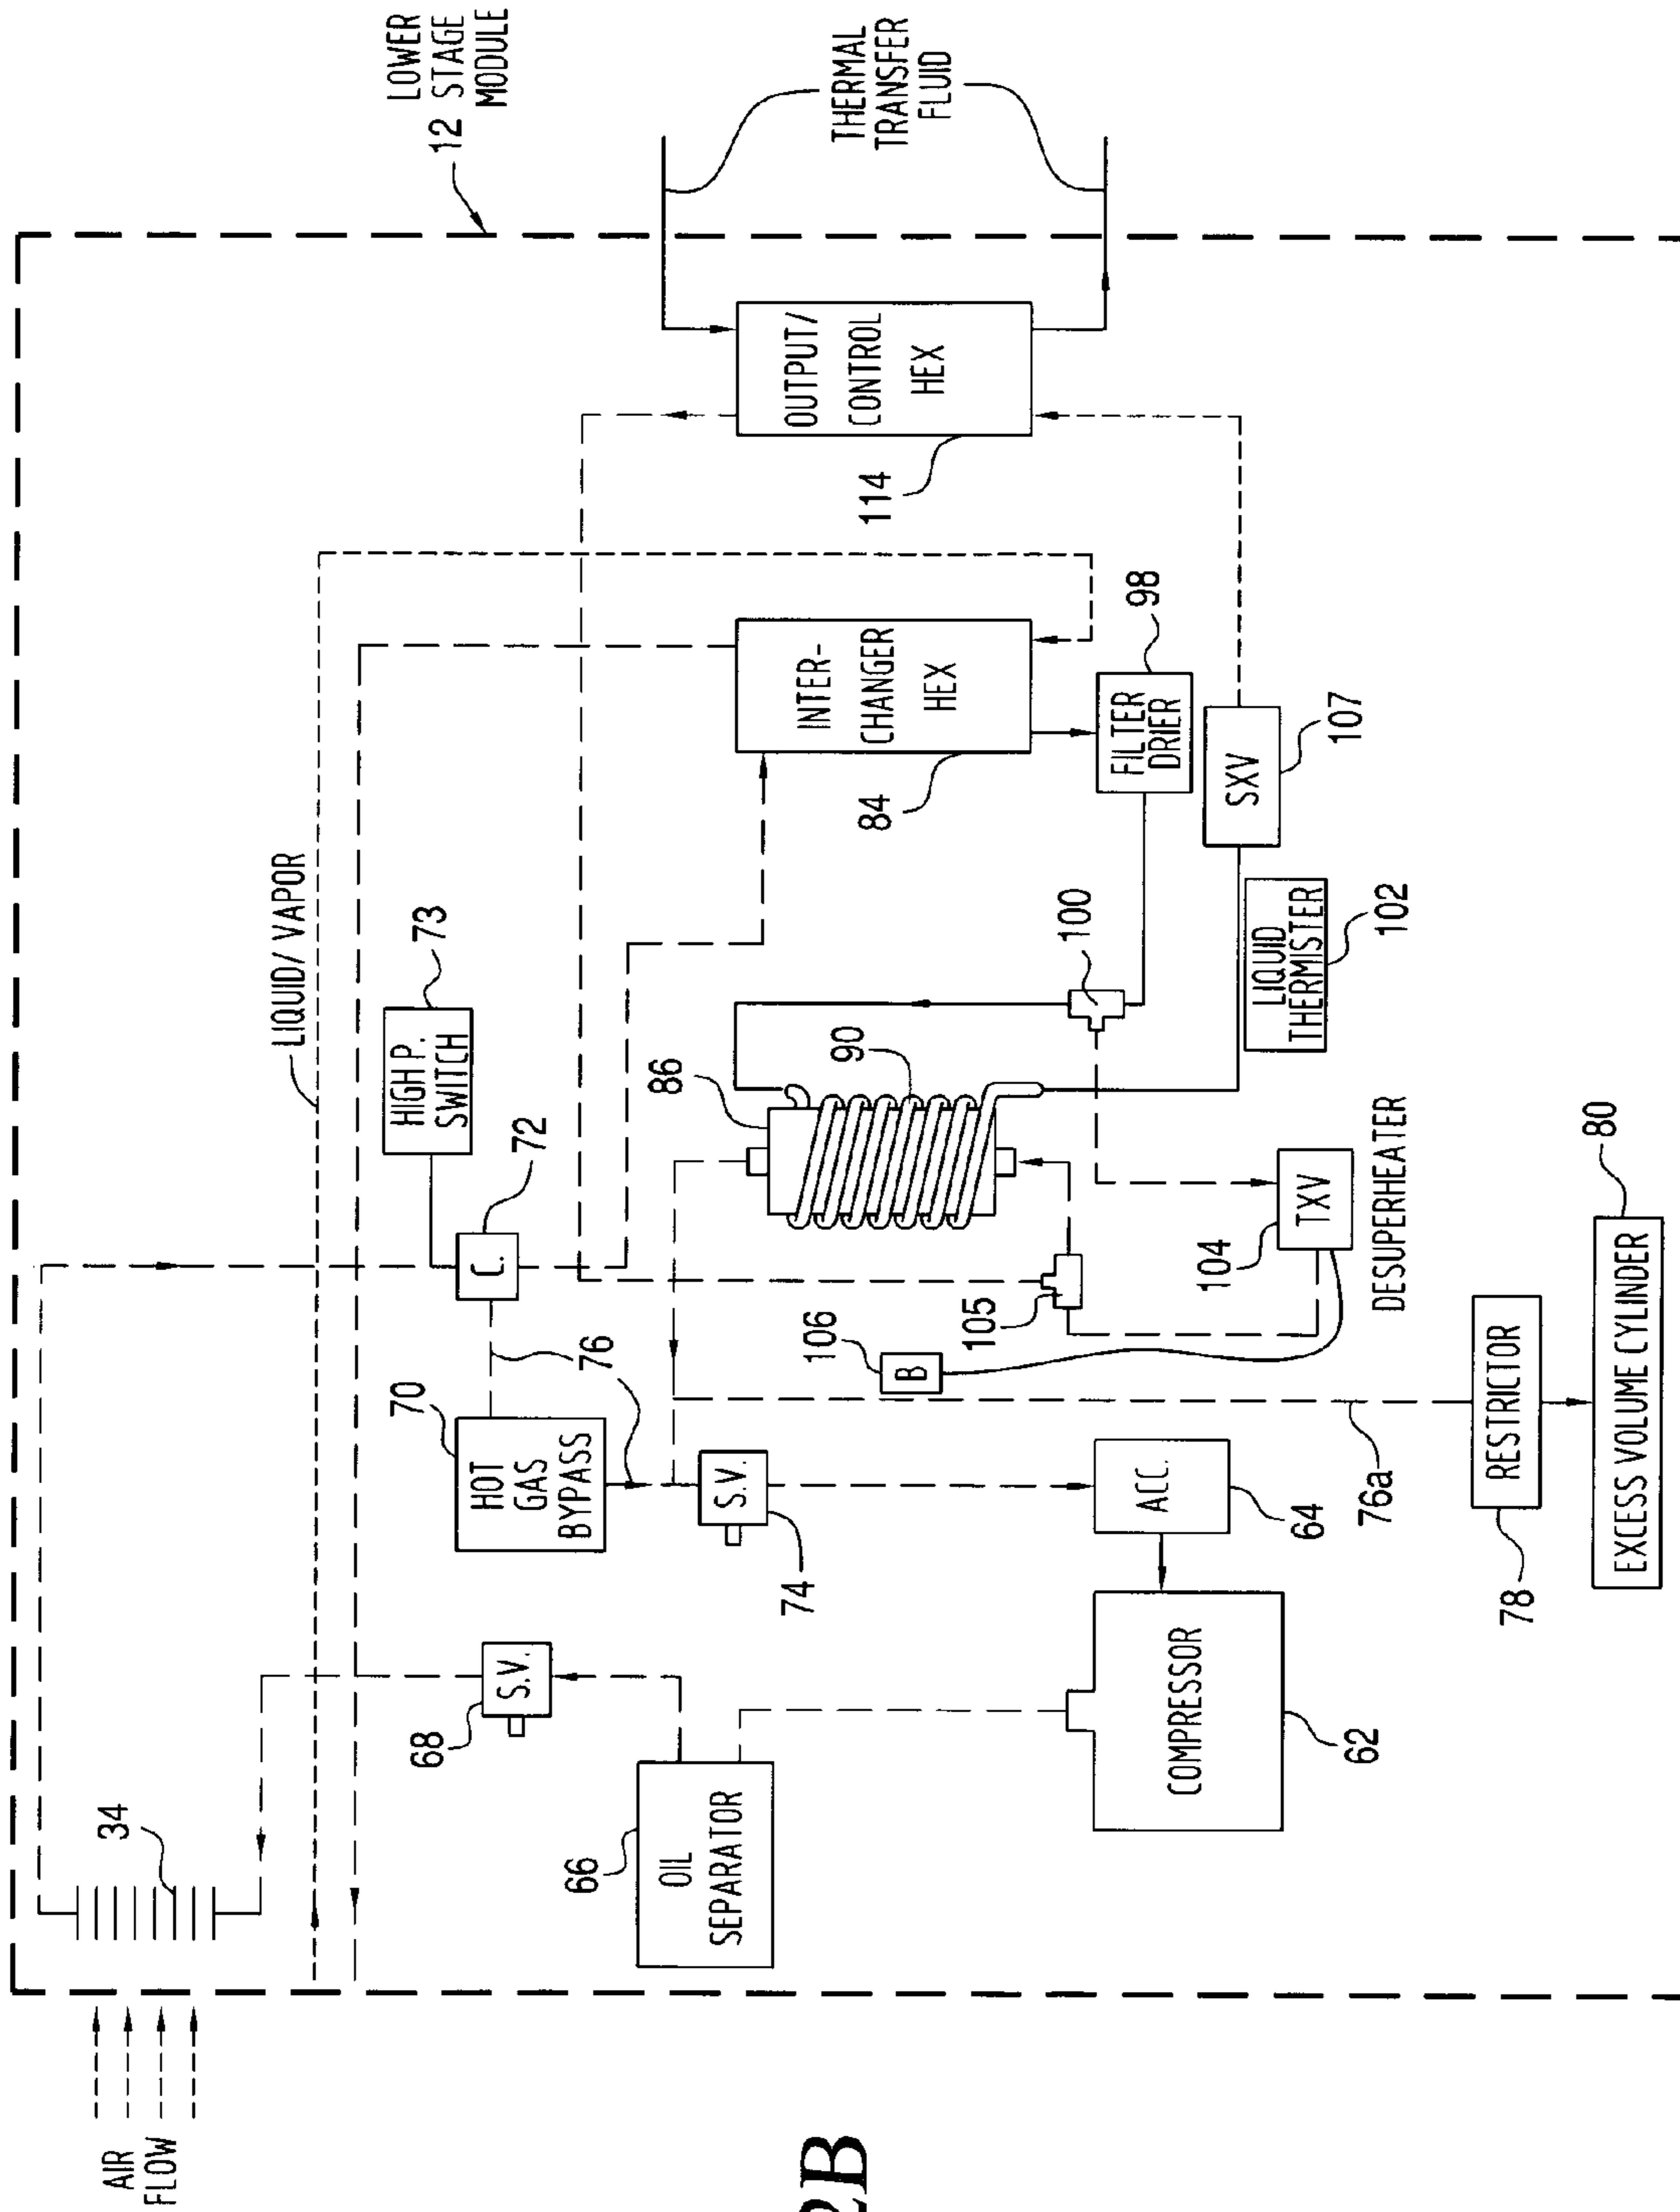 12
LOWER
STAGE
MODULE
THERMAL
TRANSFER
FLUID
AIR
FLOW
34
LIQUID/VAPOR
HIGH P.
SWITCH
73
72
C.
70
HOT
GAS
BYPASS
76
68
S.V.
66
OIL
SEPARATOR
S.V.
74
86
90
INTER-
CHANGER
HEX
84
OUTPUT/
CONTROL
HEX
114
98
FILTER
DRIER
100
105
106
B
SXV
107
LIQUID
THERMISTER
102
104
TXV
DESUPERHEATER
ACC.
64
COMPRESSOR
62
76a
RESTRICTOR
78
EXCESS VOLUME CYLINDER
80
2B